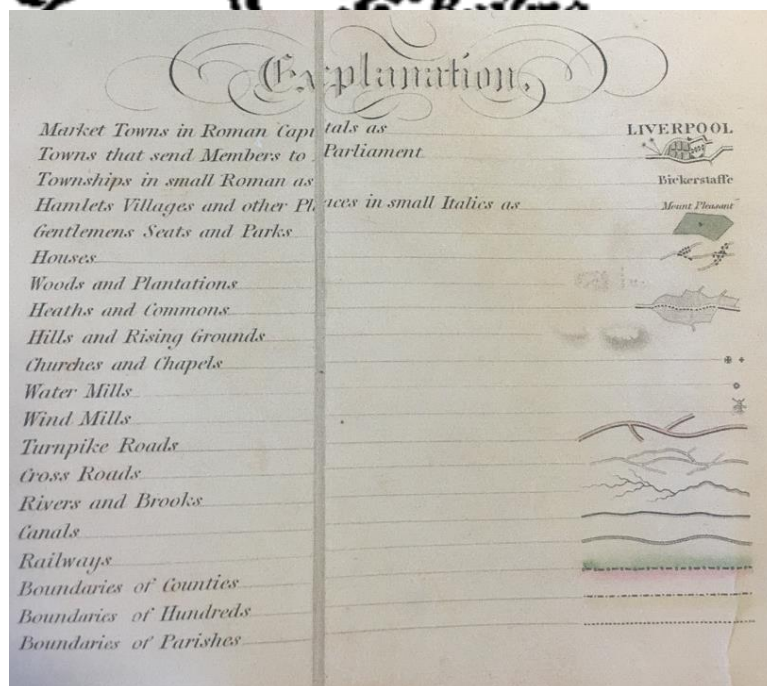 Explanation,
Market Towns in Roman Capitals as LIVERPOOL
Towns that send Members to Parliament
Townships in small Roman as Bickerstaffe
Hamlets Villages and other Places in small Italics as Mount Pleasant
Gentlemens Seats and Parks
Houses
Woods and Plantations
Heaths and Commons
Hills and Rising Grounds
Churches and Chapels
Water Mills
Wind Mills
Turnpike Roads
Cross Roads
Rivers and Brooks
Canals
Railways
Boundaries of Counties
Boundaries of Hundreds
Boundaries of Parishes